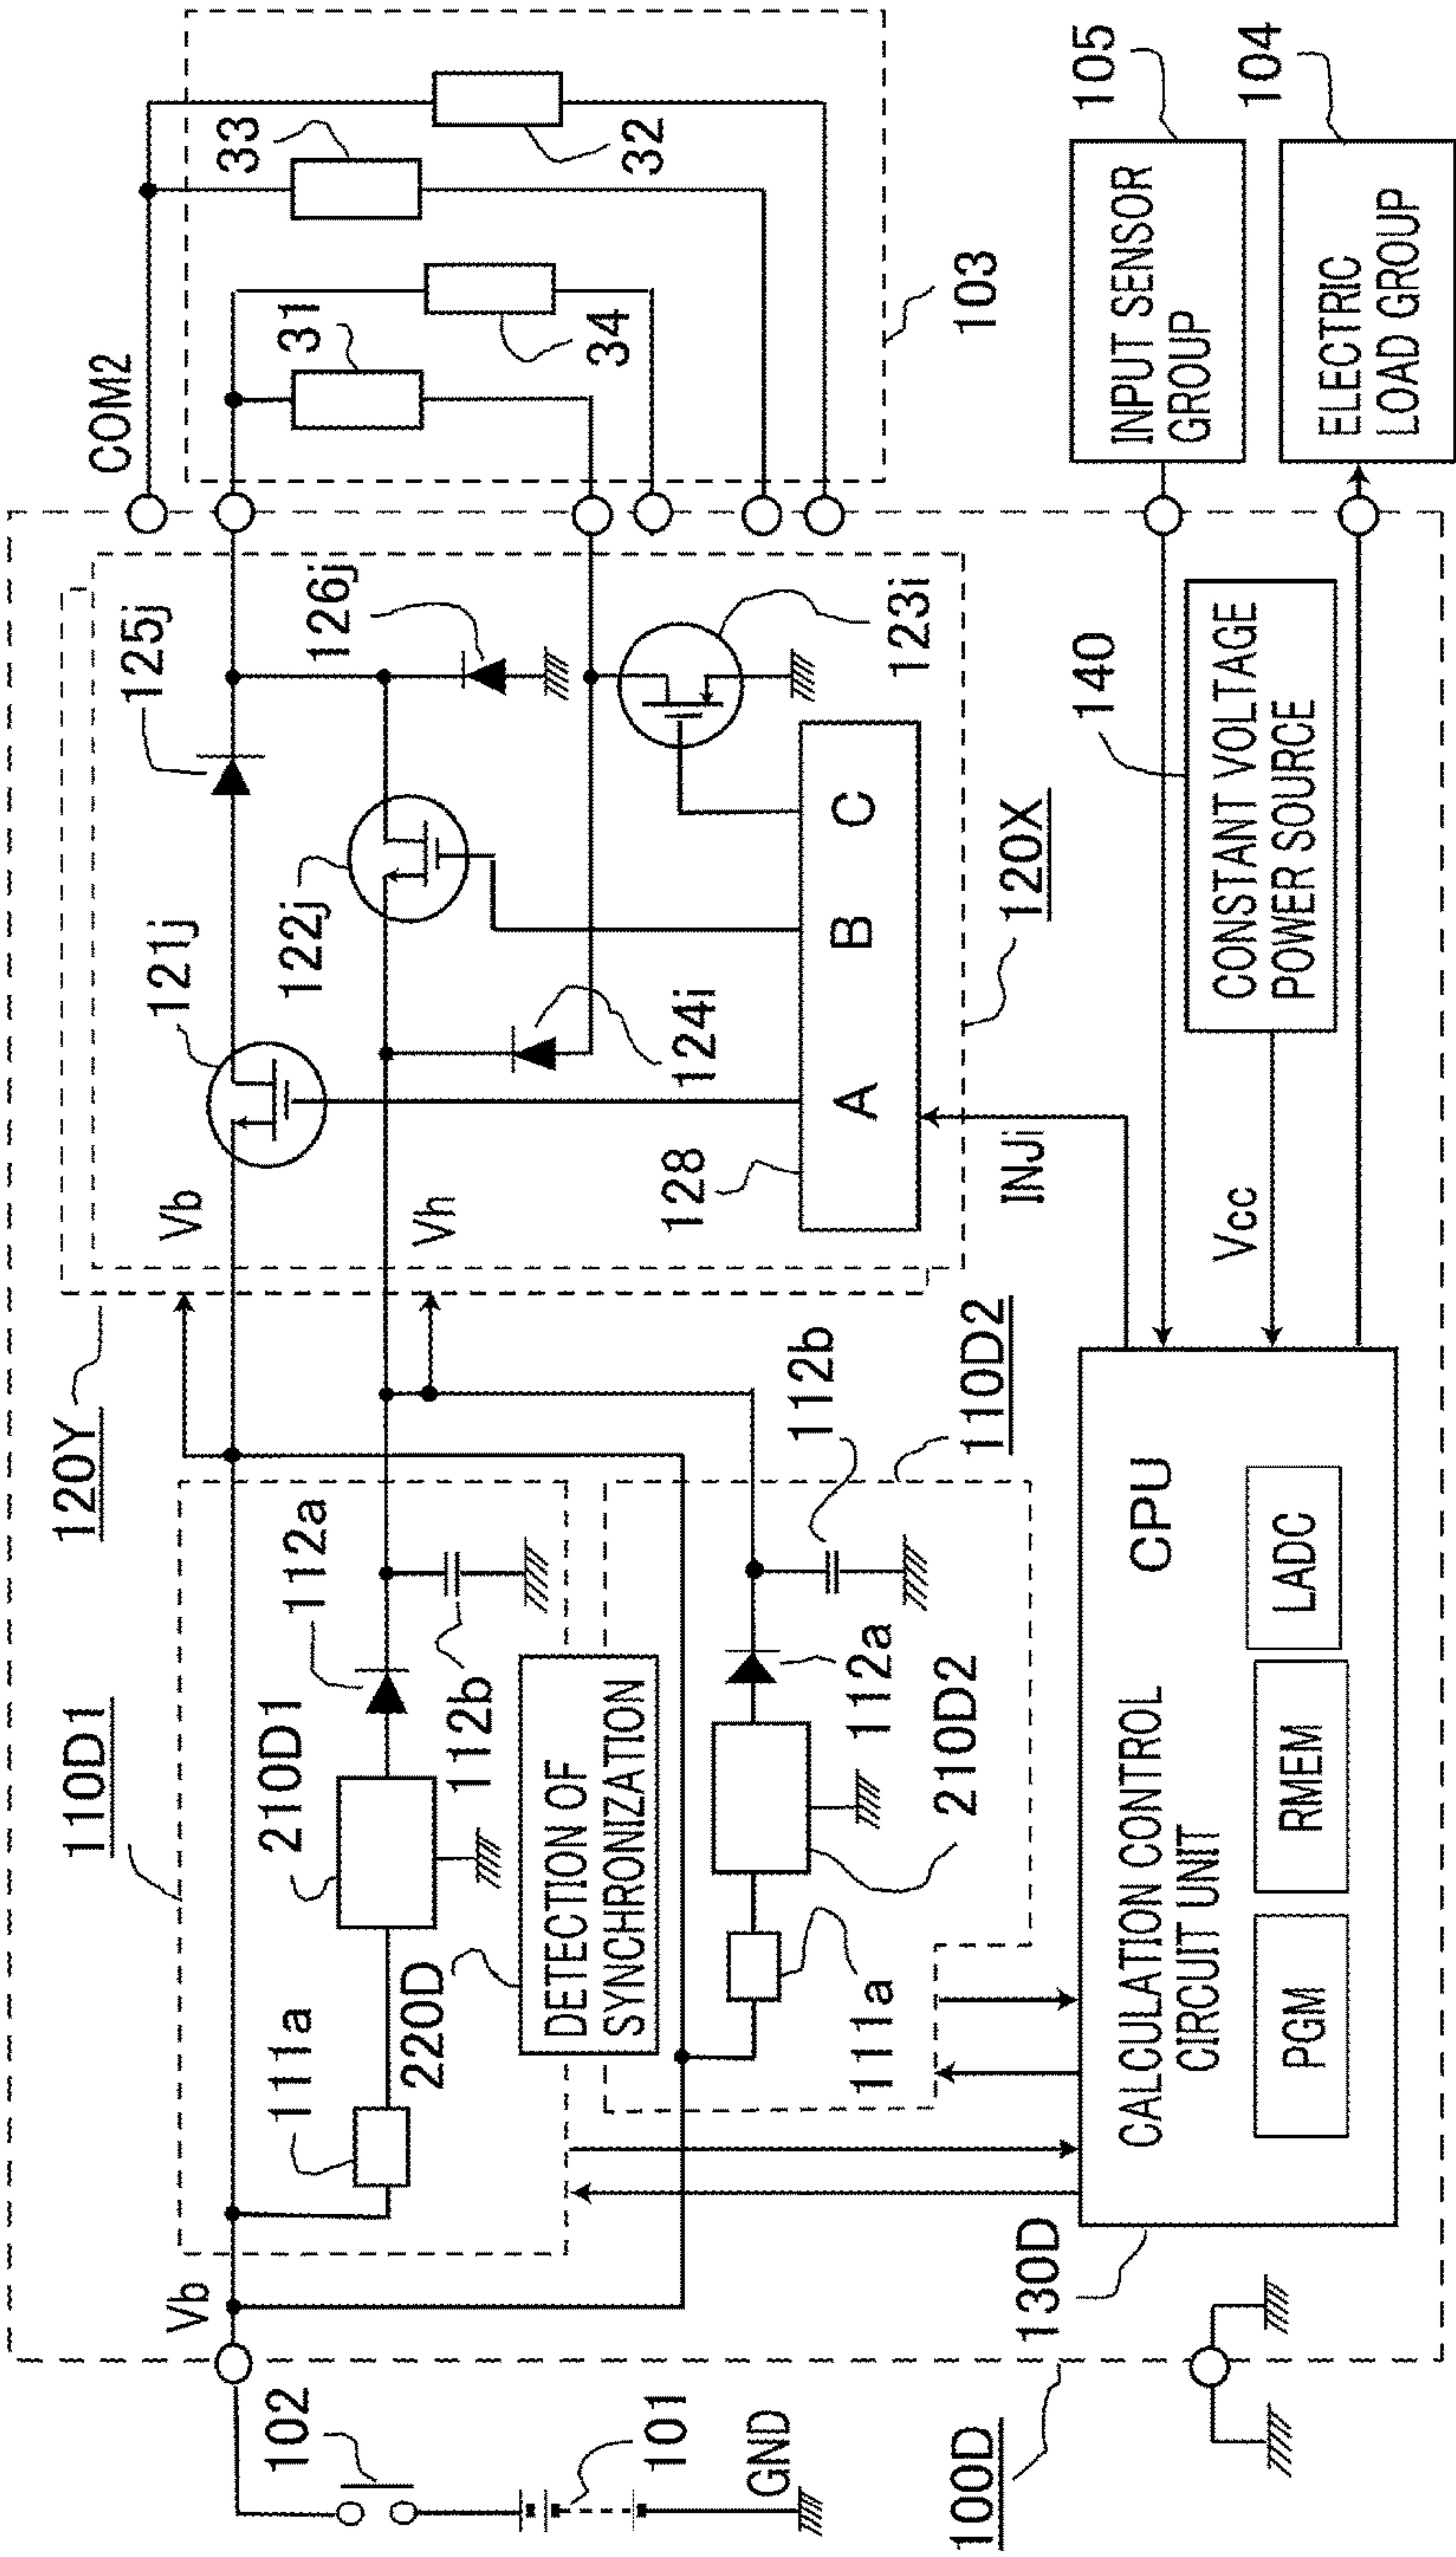 110D1
120Y
Vb
111a
210D1
112a
112b
220D
DETECTION OF
SYNCHRONIZATION
111a
210D2
112a
112b
110D2
102
101
GND
Vb
Vh
121j
125j
122j
126j
124i
123i
128
A
B
C
120X
INJi
COM2
31
33
34
32
103
100D
130D
CALCULATION CONTROL
CIRCUIT UNIT
CPU
PGM
RMEM
LADC
Vcc
140
CONSTANT VOLTAGE
POWER SOURCE
INPUT SENSOR
GROUP
105
ELECTRIC
LOAD GROUP
104